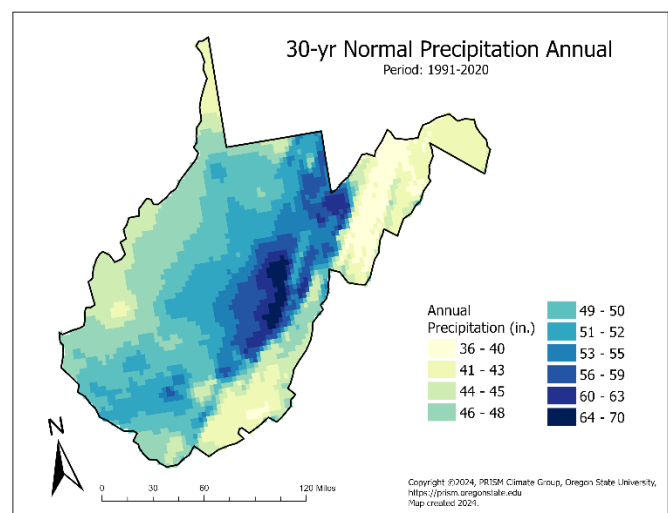 30-yr Normal Precipitation Annual
Period: 1991-2020
Annual
Precipitation (in.)
36 - 40
41 - 43
44 - 45
46 - 48
49 - 50
51 - 52
53 - 55
56 - 59
60 - 63
64 - 70
N
0 30 60 120 Miles
Copyright ©2024, PRISM Climate Group, Oregon State University,
https://prism.oregonstate.edu
Map created 2024.